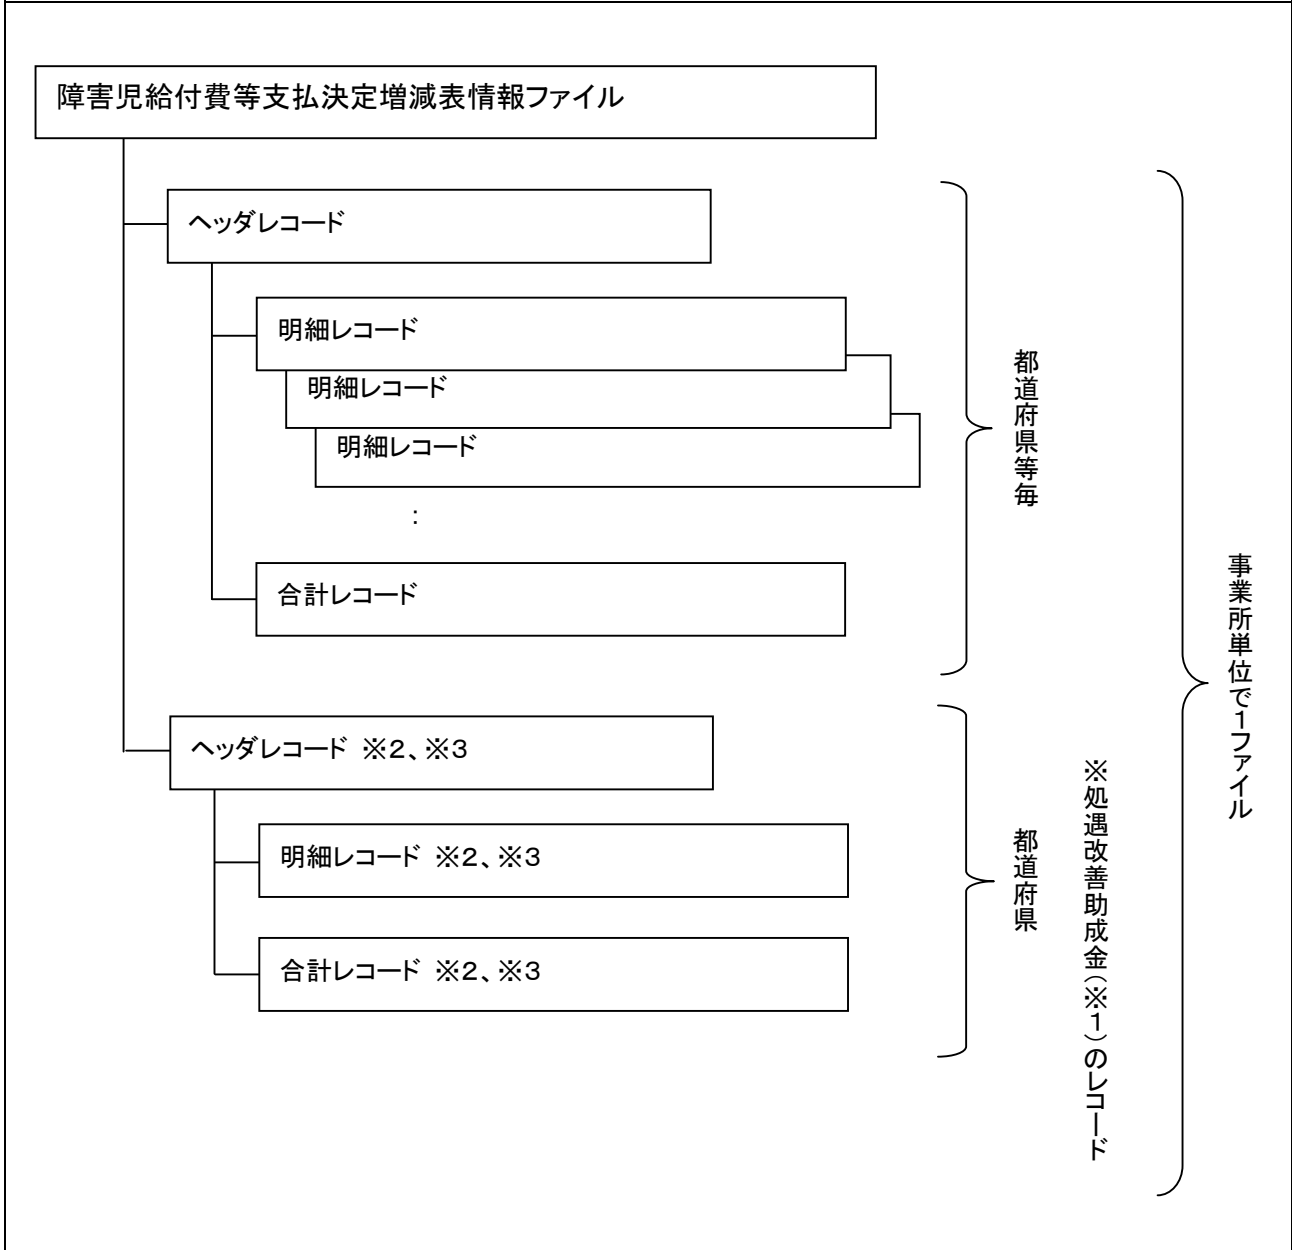 障害児給付費等支払決定増減表情報ファイル
ヘッダレコード
明細レコード
明細レコード
明細レコード
：
合計レコード
都道府県等毎
ヘッダレコード ※２、※３
明細レコード ※２、※３
合計レコード ※２、※３
都道府県
※処遇改善助成金（※１）のレコード
事業所単位で１ファイル